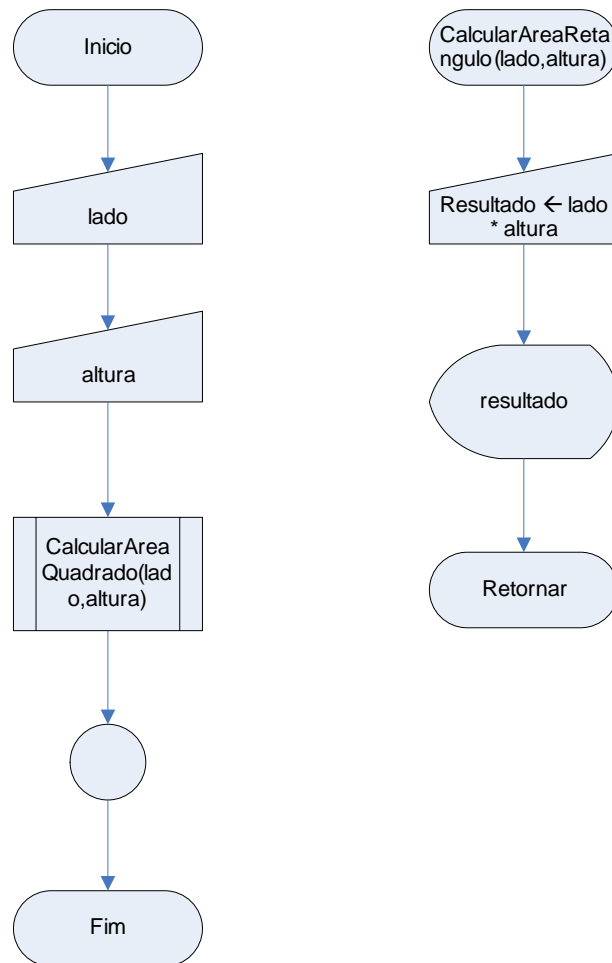 Inicio
lado
altura
CalcularArea
Quadrado(lad
o,altura)
Fim
CalcularAreaReta
ngulo(lado,altura)
Resultado ← lado
* altura
resultado
Retornar